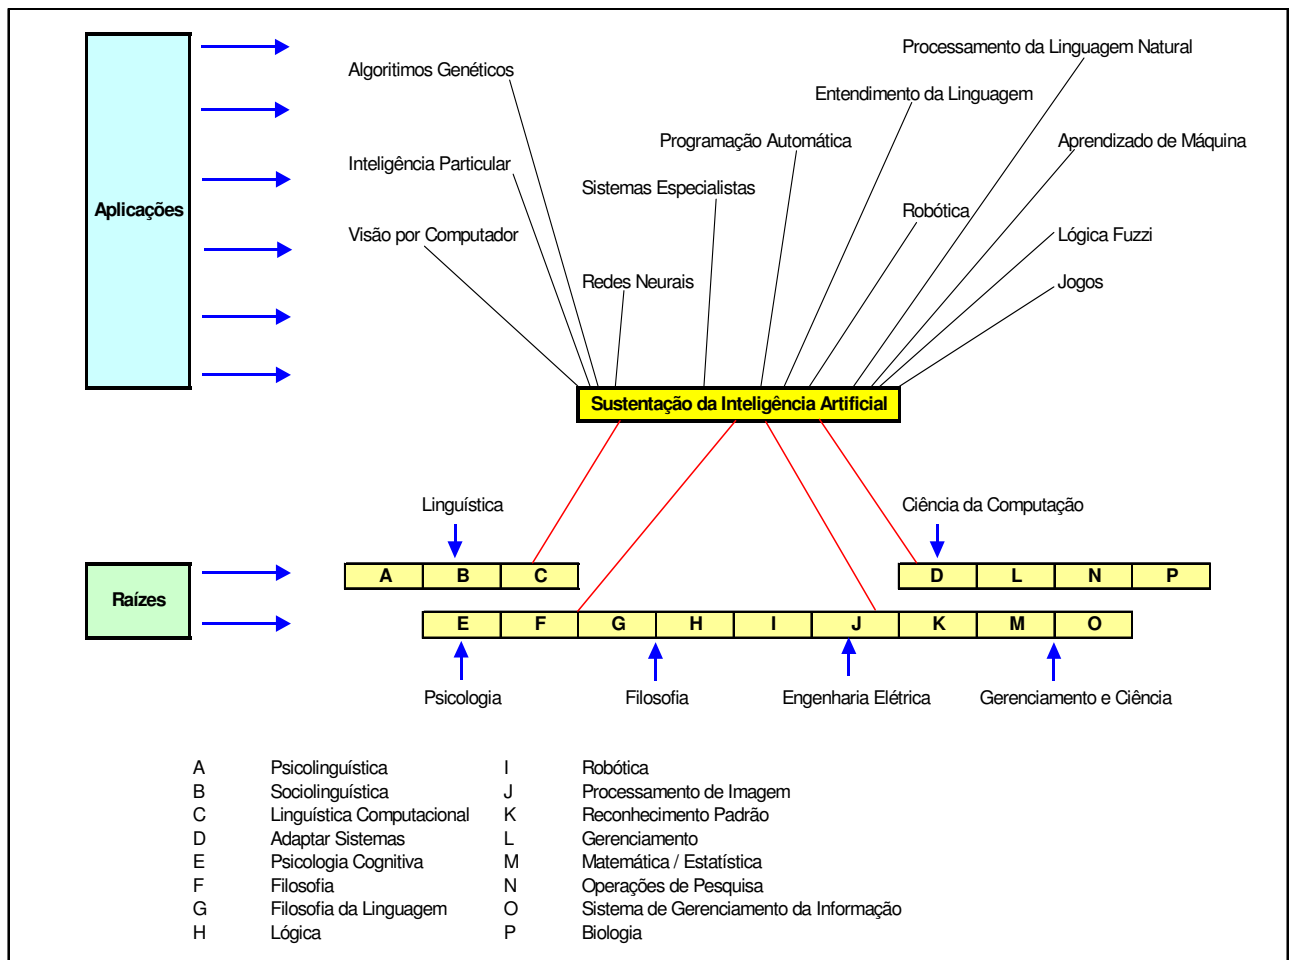 Processamento da Linguagem Natural
Algoritimos Genéticos
Entendimento da Linguagem
Programação Automática
Aprendizado de Máquina
Inteligência Particular
Sistemas Especialistas
Aplicações
Robótica
Visão por Computador
Lógica Fuzzi
Redes Neurais
Jogos
Sustentação da Inteligência Artificial
Linguística
Ciência da Computação
A B C D L N P
Raízes
E F G H I J K M O
Psicologia Filosofia Engenharia Elétrica Gerenciamento e Ciência
A Psicolinguística I Robótica
B Sociolinguística J Processamento de Imagem
C Linguística Computacional K Reconhecimento Padrão
D Adaptar Sistemas L Gerenciamento
E Psicologia Cognitiva M Matemática / Estatística
F Filosofia N Operações de Pesquisa
G Filosofia da Linguagem O Sistema de Gerenciamento da Informação
H Lógica P Biologia